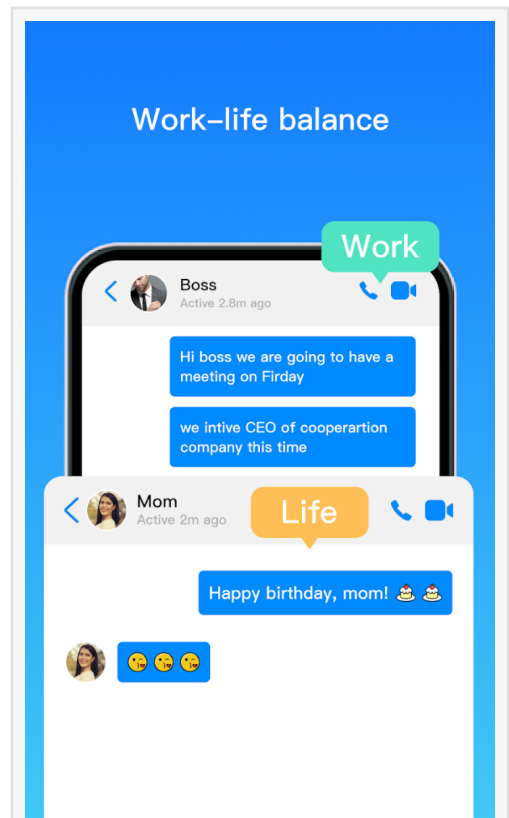 Work–life balance
Work
Boss
Active 2.8m ago
Hi boss we are going to have a
meeting on Firday
we intive CEO of cooperartion
company this time
Mom
Active 2m ago
Life
Happy birthday, mom! 🎂 🎂
😘 😘 😘